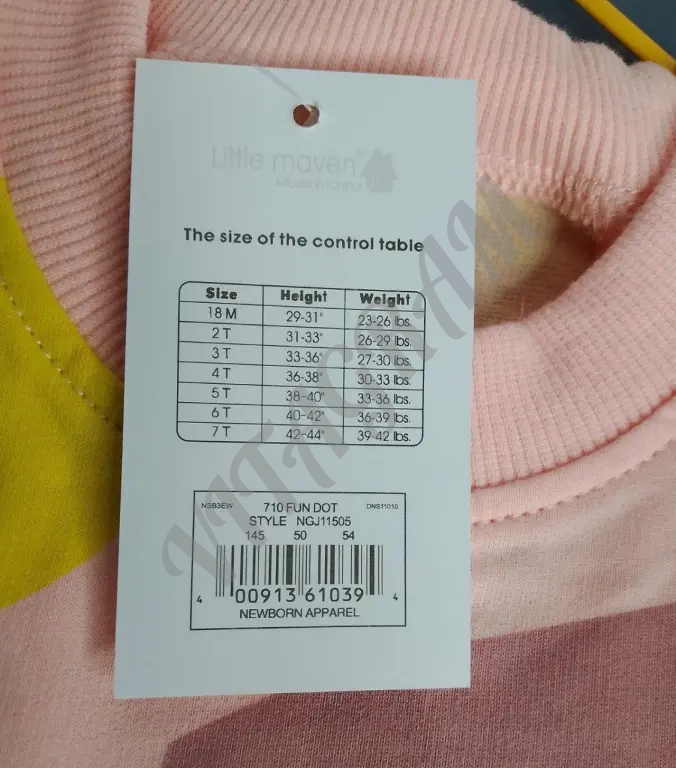 Little maven
Made in China
The size of the control table
Size Height Weight
18 M 29-31" 23-26 lbs.
2 T 31-33" 26-29 lbs.
3 T 33-36" 27-30 lbs.
4 T 36-38" 30-33 lbs.
5 T 38-40" 33-36 lbs.
6 T 40-42" 36-39 lbs.
7 T 42-44" 39-42 lbs.
NSB3EW 710 FUN DOT DNS11010
STYLE NGJ11505
145 50 54
4 00913 61039 4
NEWBORN APPAREL